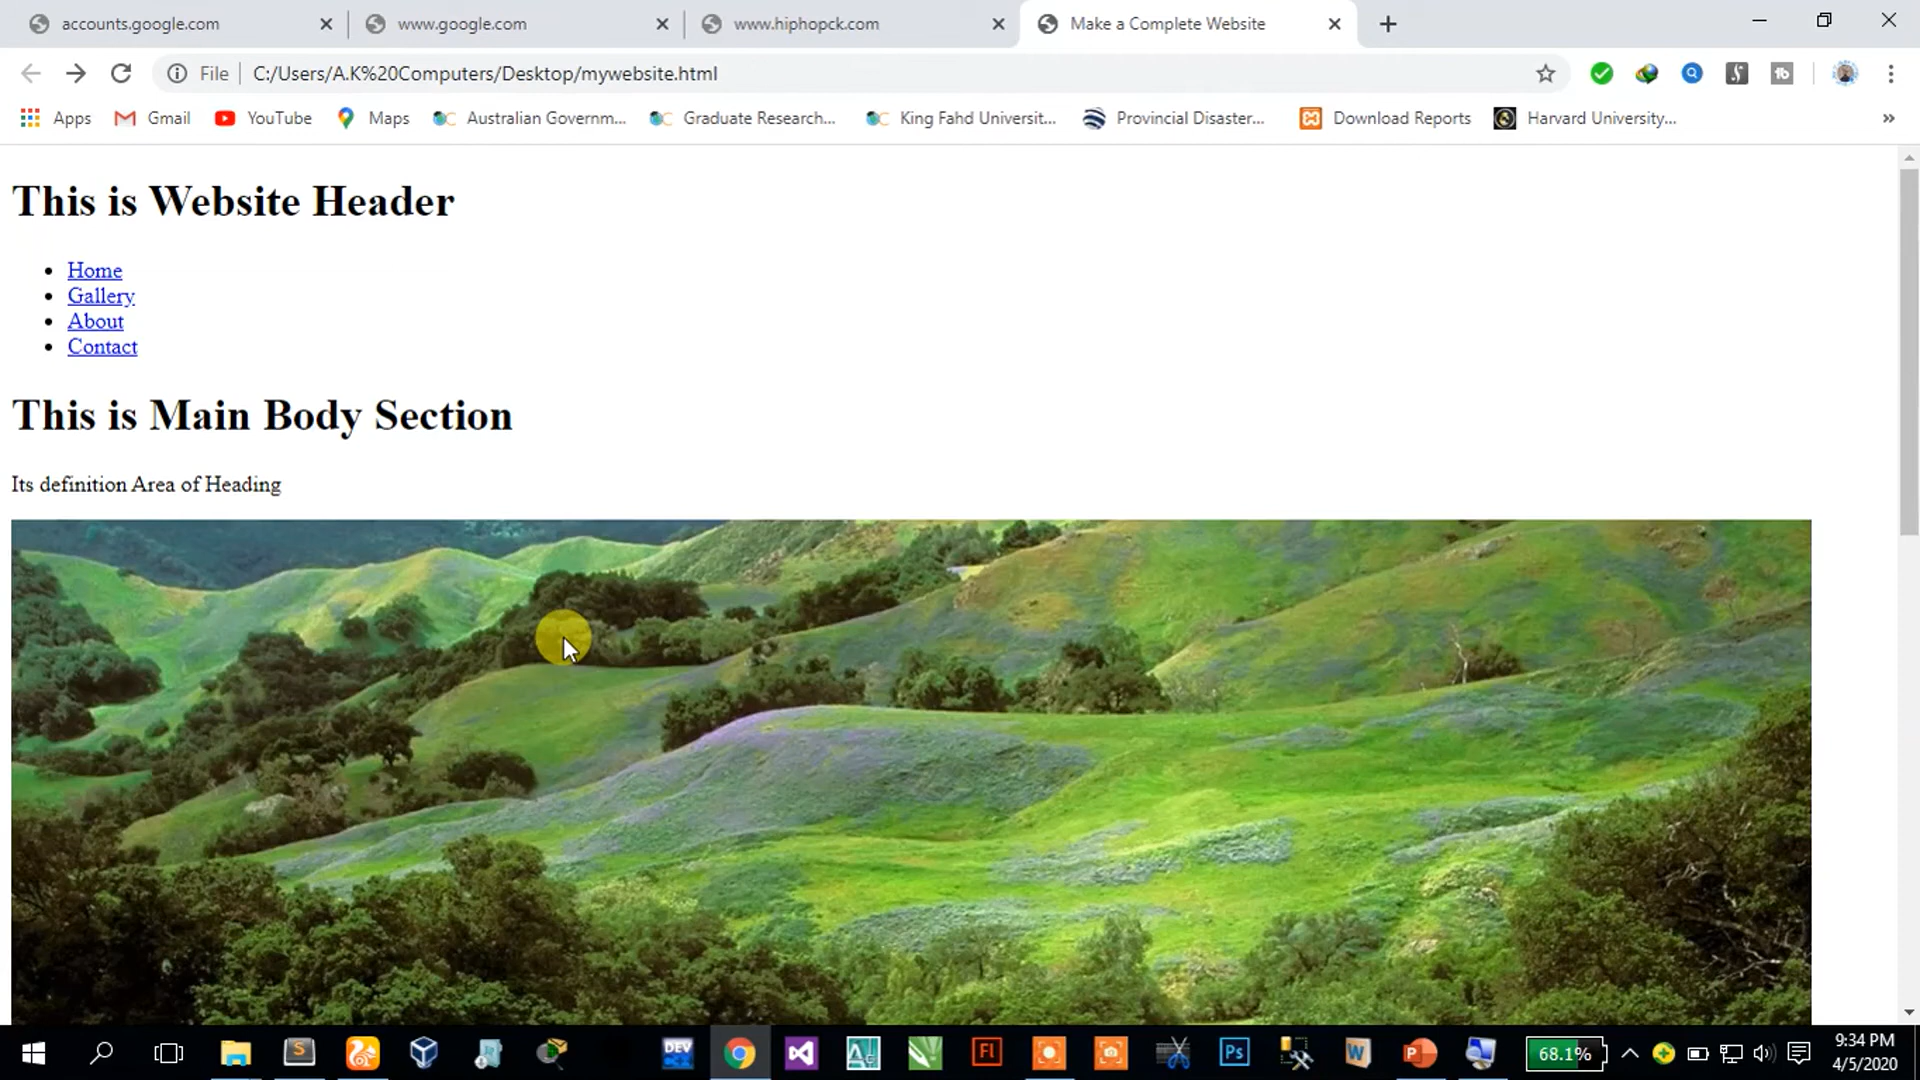 accounts.google.com
www.google.com
www.hiphopck.com
Make a Complete Website
File
C:/Users/A.K%20Computers/Desktop/mywebsite.html
Apps
Gmail
YouTube
Maps
Australian Governm...
Graduate Research...
King Fahd Universit...
Provincial Disaster...
Download Reports
Harvard University...
»
This is Website Header
• Home
• Gallery
• About
• Contact
This is Main Body Section
Its definition Area of Heading
DEV
Fl
Ps
W
P
68.1%
9:34 PM
4/5/2020